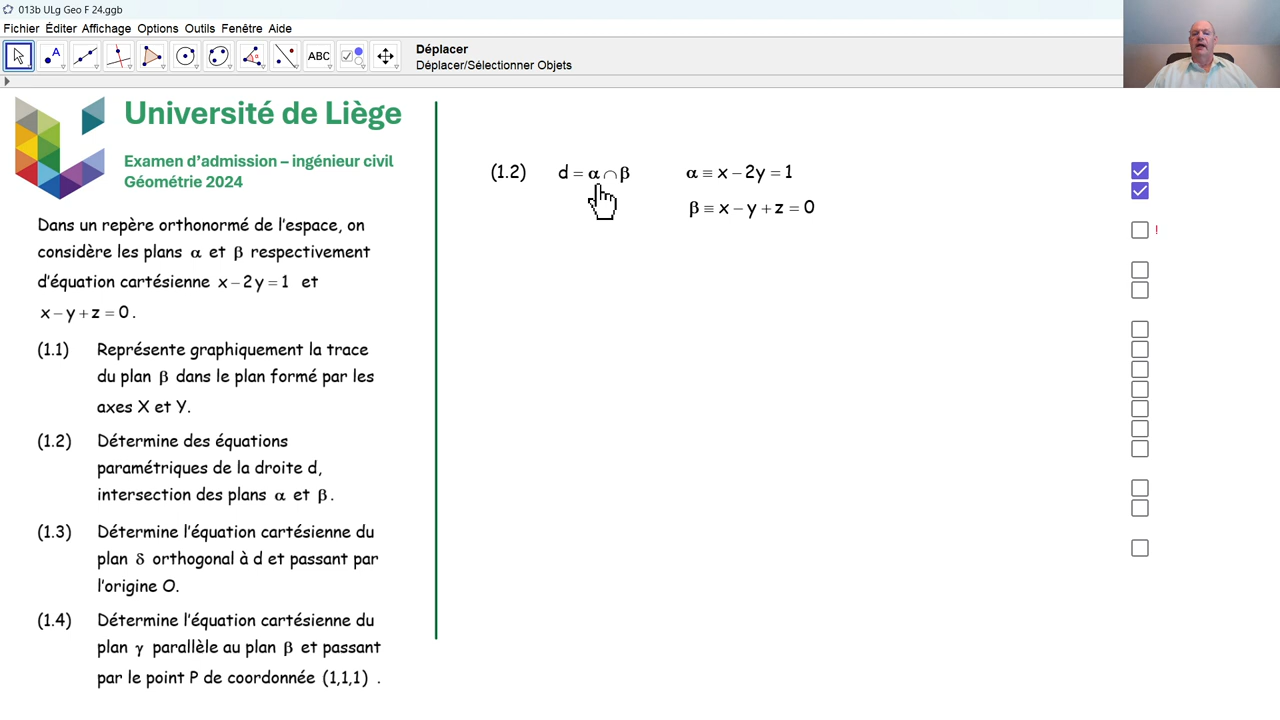 013b ULg Geo F 24.ggb
Fichier Éditer Affichage Options Outils Fenêtre Aide
A
ABC
Déplacer
Déplacer/Sélectionner Objets
Université de Liège
Examen d'admission – ingénieur civil
Géométrie 2024
Dans un repère orthonormé de l'espace, on
considère les plans α et β respectivement
d'équation cartésienne x – 2y = 1 et
x – y + z = 0 .
(1.1) Représente graphiquement la trace
du plan β dans le plan formé par les
axes X et Y.
(1.2) Détermine des équations
paramétriques de la droite d,
intersection des plans α et β.
(1.3) Détermine l'équation cartésienne du
plan δ orthogonal à d et passant par
l'origine O.
(1.4) Détermine l'équation cartésienne du
plan γ parallèle au plan β et passant
par le point P de coordonnée (1,1,1) .
(1.2) d = α ∩ β α ≡ x – 2y = 1
β ≡ x – y + z = 0
!